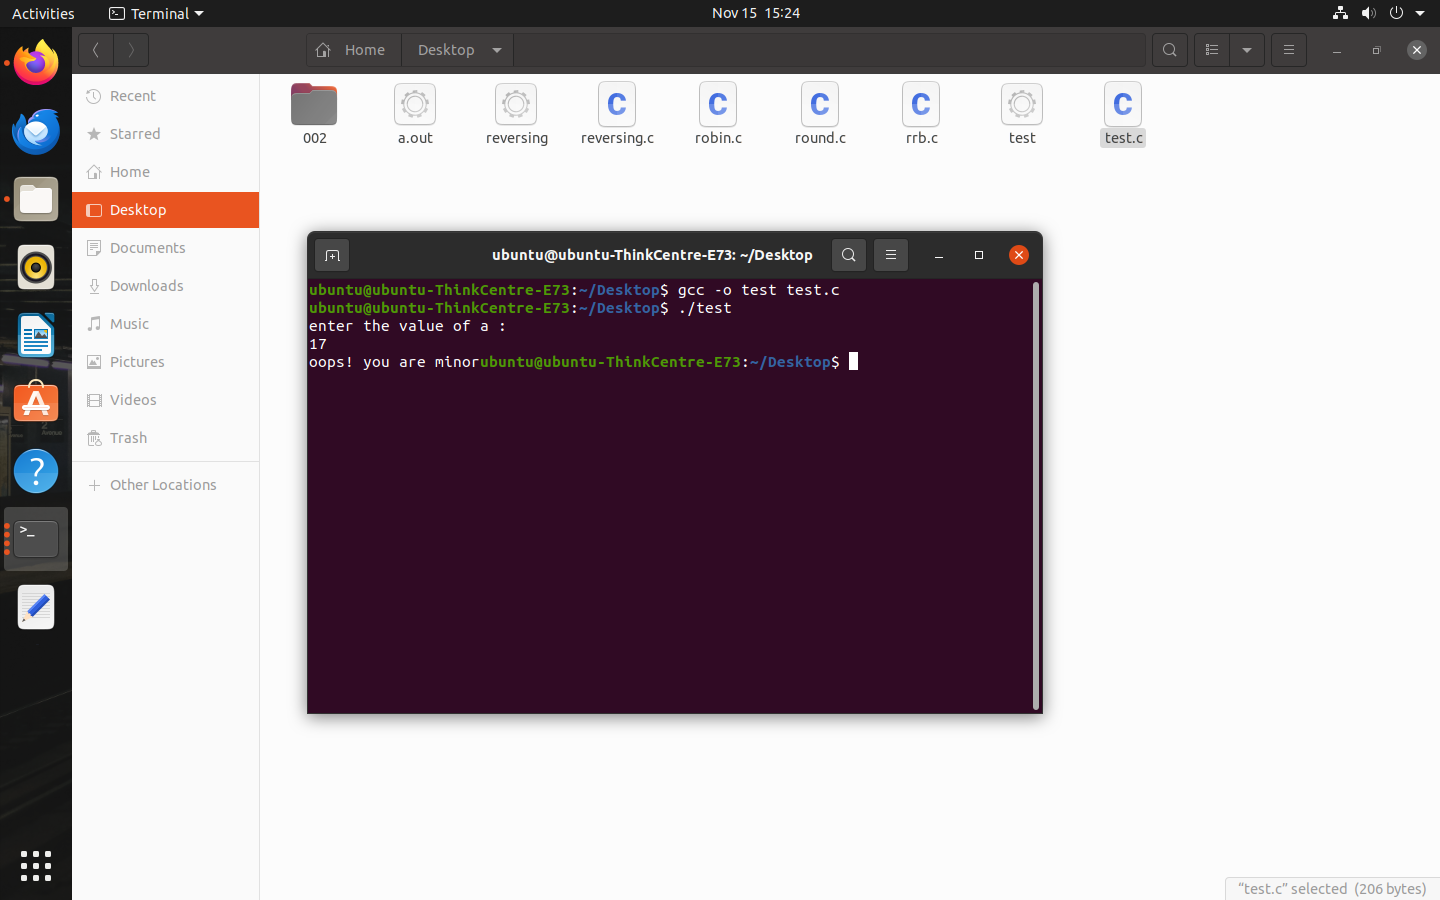 Activities
Terminal
Nov 15 15:24
Home
Desktop
Recent
Starred
Home
Desktop
Documents
Downloads
Music
Pictures
Videos
Trash
Other Locations
002
a.out
reversing
C
reversing.c
C
robin.c
C
round.c
C
rrb.c
test
C
test.c
ubuntu@ubuntu-ThinkCentre-E73: ~/Desktop
ubuntu@ubuntu-ThinkCentre-E73:~/Desktop$ gcc -o test test.c
ubuntu@ubuntu-ThinkCentre-E73:~/Desktop$ ./test
enter the value of a :
17
oops! you are minorubuntu@ubuntu-ThinkCentre-E73:~/Desktop$
"test.c" selected (206 bytes)